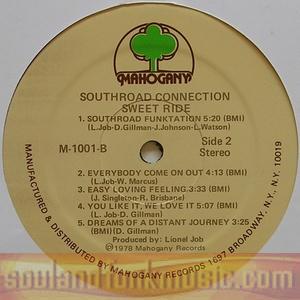 MAHOGANY
SOUTHROAD CONNECTION
SWEET RIDE
1. SOUTHROAD FUNKTATION 5:20 (BMI)
(L.Job-D.Gillman-J.Johnson-L.Watson)
M-1001-B
Side 2
Stereo
2. EVERYBODY COME ON OUT 4:13 (BMI)
(L.Job-W. Marcus)
3. EASY LOVING FEELING 3:33 (BMI)
(J. Singleton-R. Brisbane)
4. YOU LIKE IT, WE LOVE IT 5:07 (BMI)
(D. Gillman)
5. DREAMS OF A DISTANT JOURNEY 3:25
(BMI)(D. Gillman)
Produced by: Lionel Job
℗1978 Mahogany Records
MANUFACTURED & DISTRIBUTED BY MAHOGANY RECORDS 1697 BROADWAY, N.Y., N.Y. 10019
soulandfunkmusic.com